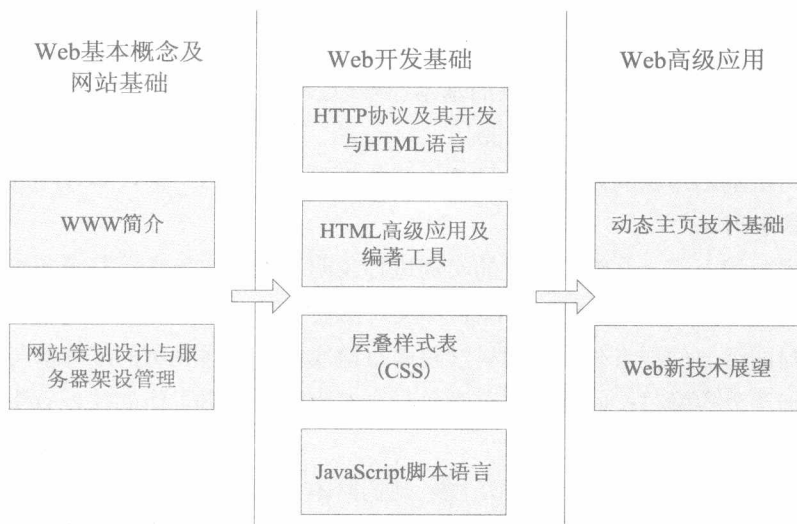 Web基本概念及
网站基础
WWW简介
网站策划设计与服
务器架设管理
Web开发基础
HTTP协议及其开发
与HTML语言
HTML高级应用及
编著工具
层叠样式表
(CSS)
JavaScript脚本语言
Web高级应用
动态主页技术基础
Web新技术展望